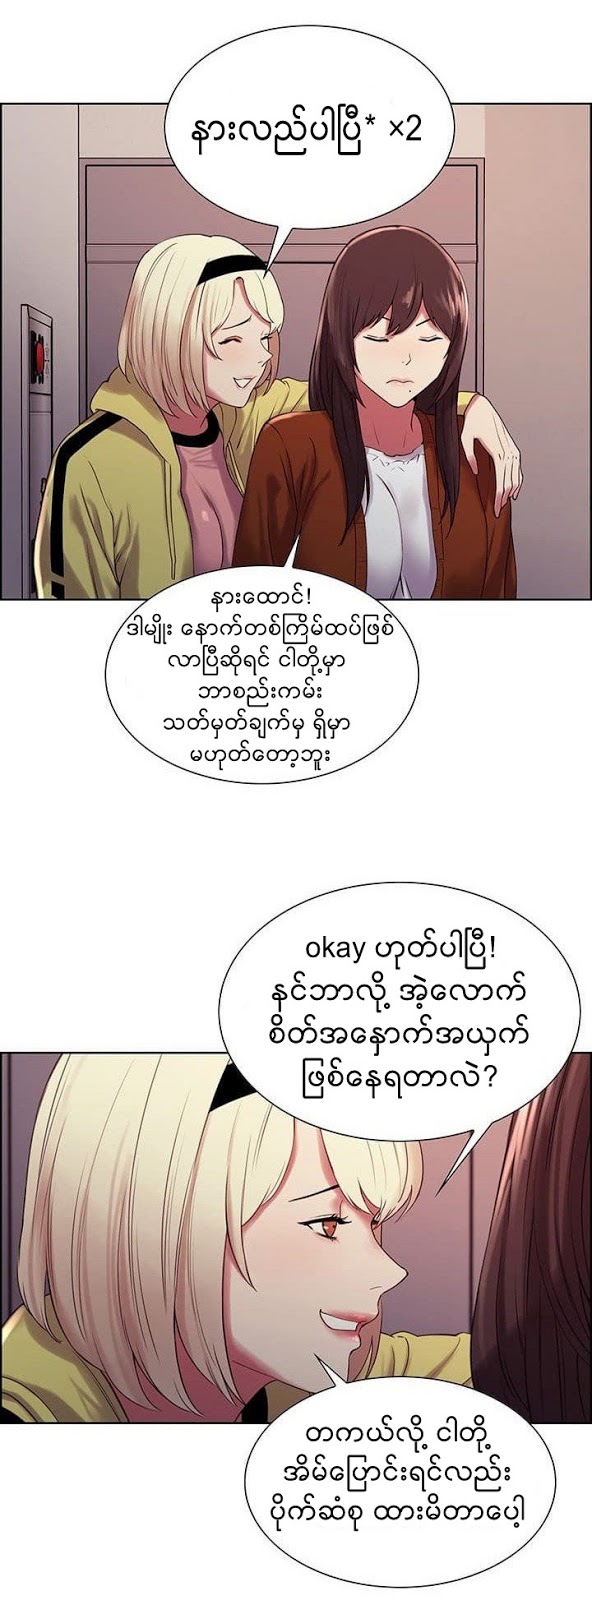 နားလည်ပါပြီ* ×2
နားထောင်!
ဒါမျိုး နောက်တစ်ကြိမ်ထပ်ဖြစ်
လာပြီဆိုရင် ငါတို့မှာ
ဘာစည်းကမ်း
သတ်မှတ်ချက်မှ ရှိမှာ
မဟုတ်တော့ဘူး
okay ဟုတ်ပါပြီ!
နင်ဘာလို့ အဲ့လောက်
စိတ်အနှောက်အယှက်
ဖြစ်နေရတာလဲ?
တကယ်လို့ ငါတို့
အိမ်ပြောင်းရင်လည်း
ပိုက်ဆံစု ထားမိတာပေါ့